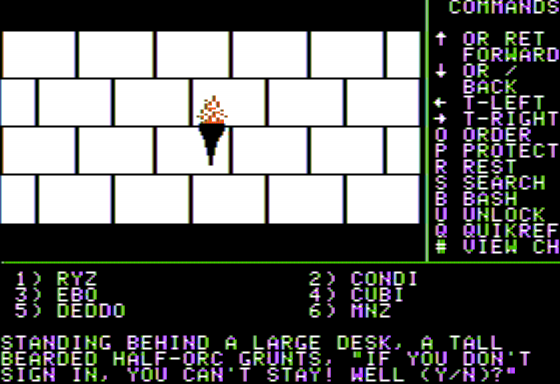 COMMANDS
↑ OR RET
FORWARD
↓ OR /
BACK
← T-LEFT
→ T-RIGHT
O ORDER
P PROTECT
R REST
S SEARCH
B BASH
U UNLOCK
Q QUIKREF
# VIEW CH
1) RYZ 2) CONDI
3) EBO 4) CUBI
5) DEDDO 6) MNZ
STANDING BEHIND A LARGE DESK, A TALL
BEARDED HALF-ORC GRUNTS, "IF YOU DON'T
SIGN IN, YOU CAN'T STAY! WELL (Y/N)?"